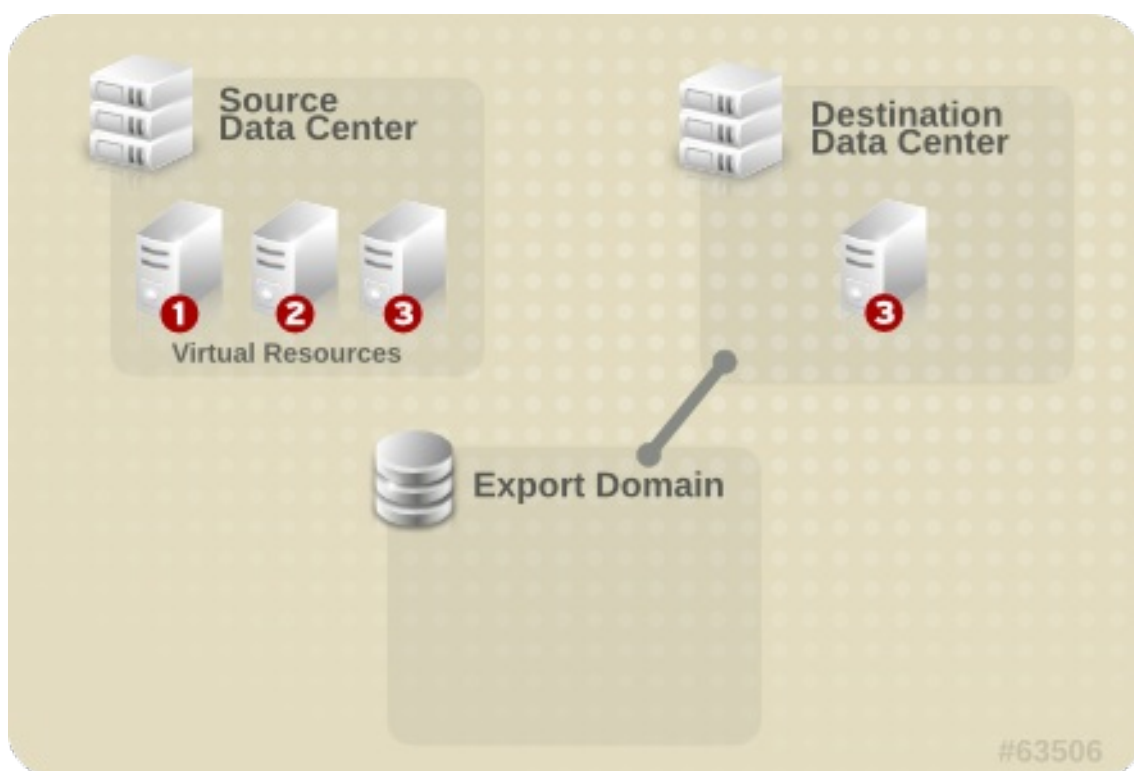 Source
Data Center
Destination
Data Center
1
2
3
3
Virtual Resources
Export Domain
#63506